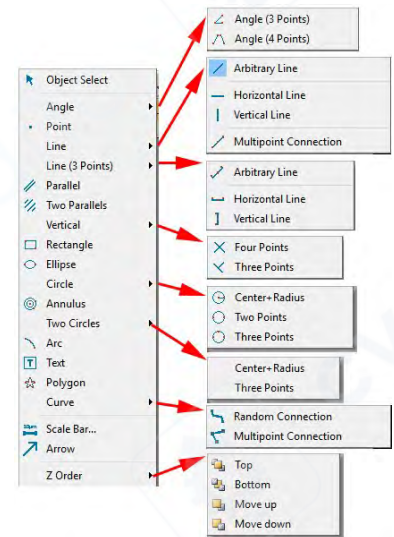 Object Select
Angle
Point
Line
Line (3 Points)
Parallel
Two Parallels
Vertical
Rectangle
Ellipse
Circle
Annulus
Two Circles
Arc
Text
Polygon
Curve
Scale Bar...
Arrow
Z Order
Angle (3 Points)
Angle (4 Points)
Arbitrary Line
Horizontal Line
Vertical Line
Multipoint Connection
Arbitrary Line
Horizontal Line
Vertical Line
Four Points
Three Points
Center+Radius
Two Points
Three Points
Center+Radius
Three Points
Random Connection
Multipoint Connection
Top
Bottom
Move up
Move down